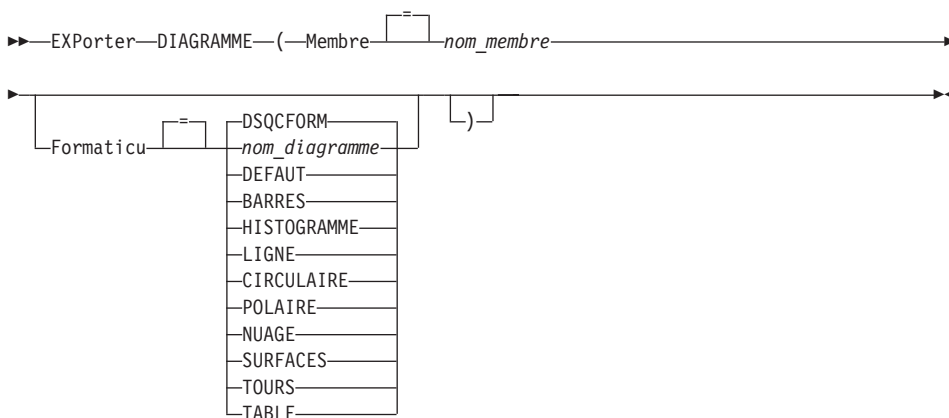 =
EXPorter DIAGRAMME ( Membre nom_membre
= DSQCFORM )
Formaticu nom_diagramme
DEFAUT
BARRES
HISTOGRAMME
LIGNE
CIRCULAIRE
POLAIRE
NUAGE
SURFACES
TOURS
TABLE